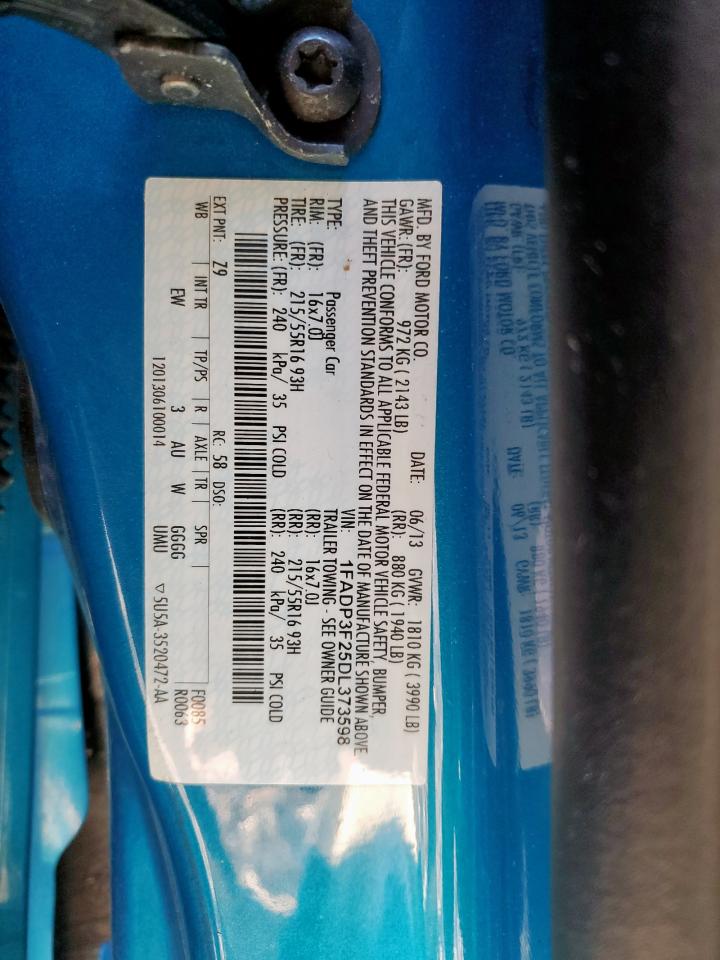 MFD. BY FORD MOTOR CO. DATE: 06/13 GVWR: 1810 KG ( 3990 LB)
GAWR: (FR) 972 KG ( 2143 LB) (RR): 880 KG ( 1940 LB)
THIS VEHICLE CONFORMS TO ALL APPLICABLE FEDERAL MOTOR VEHICLE SAFETY BUMPER,
AND THEFT PREVENTION STANDARDS IN EFFECT ON THE DATE OF MANUFACTURE SHOWN ABOVE
VIN: 1FADP3F25DL373598
TYPE: Passenger Car TRAILER TOWING - SEE OWNER GUIDE
RIM: (FR): 16x7.0J (RR): 16x7.0J
TIRE: (FR): 215/55R16 93H (RR): 215/55R16 93H
PRESSURE: (FR): 240 kPa/ 35 PSI COLD (RR): 240 kPa/ 35 PSI COLD
EXT PNT: Z9 RC: 58 DSO: F0085
WB INT TR TP/PS R AXLE TR SPR R0063
EW 3 AU W GGGG
1201306100014 UMU ▽ 5U5A-3520472-AA